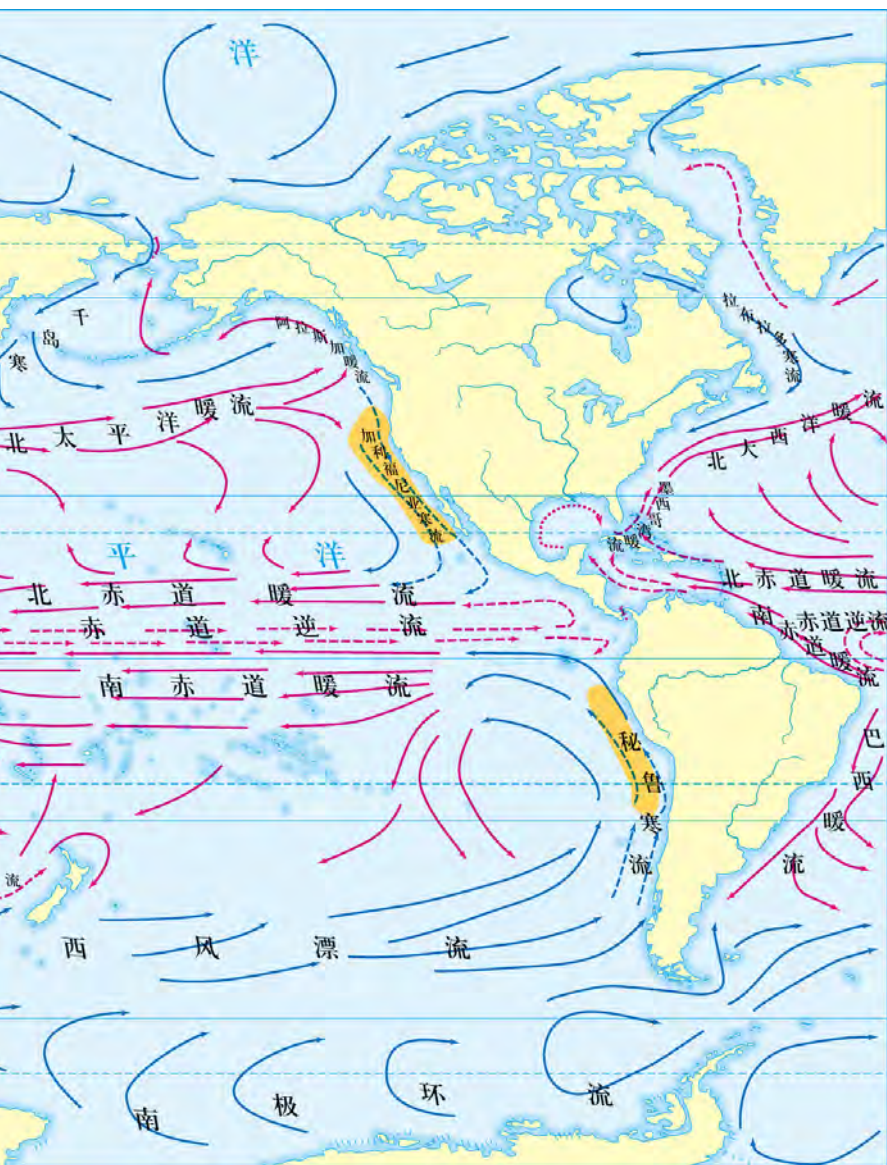 洋
千岛寒
阿拉斯加暖流
拉布拉多寒流
北太平洋暖流
北大西洋暖流
加利福尼亚寒流
墨西哥湾暖流
平洋
北赤道暖流
北赤道暖流
赤道逆流
南赤道暖流
赤道逆流
南赤道暖流
秘鲁寒流
巴西暖流
流
西风漂流
南极环流